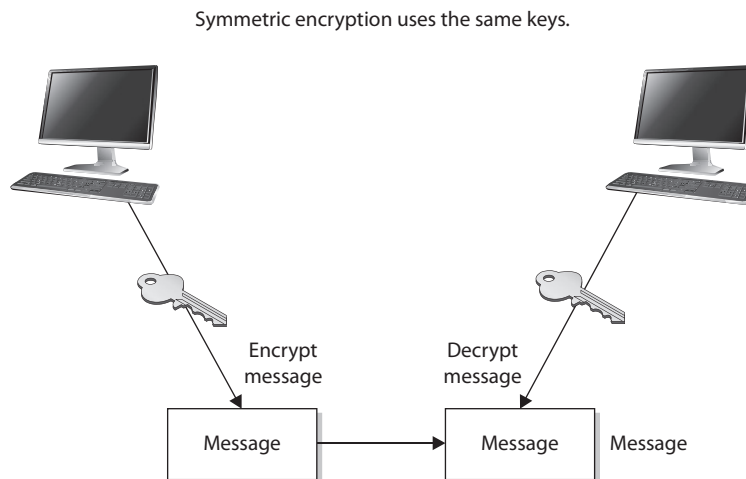 Symmetric encryption uses the same keys.
Encrypt
message
Decrypt
message
Message
Message
Message